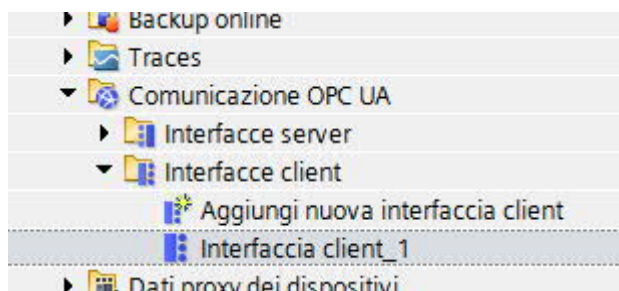 Backup online
Traces
Comunicazione OPC UA
Interfacce server
Interfacce client
Aggiungi nuova interfaccia client
Interfaccia client_1
Dati proxy dei dispositivi